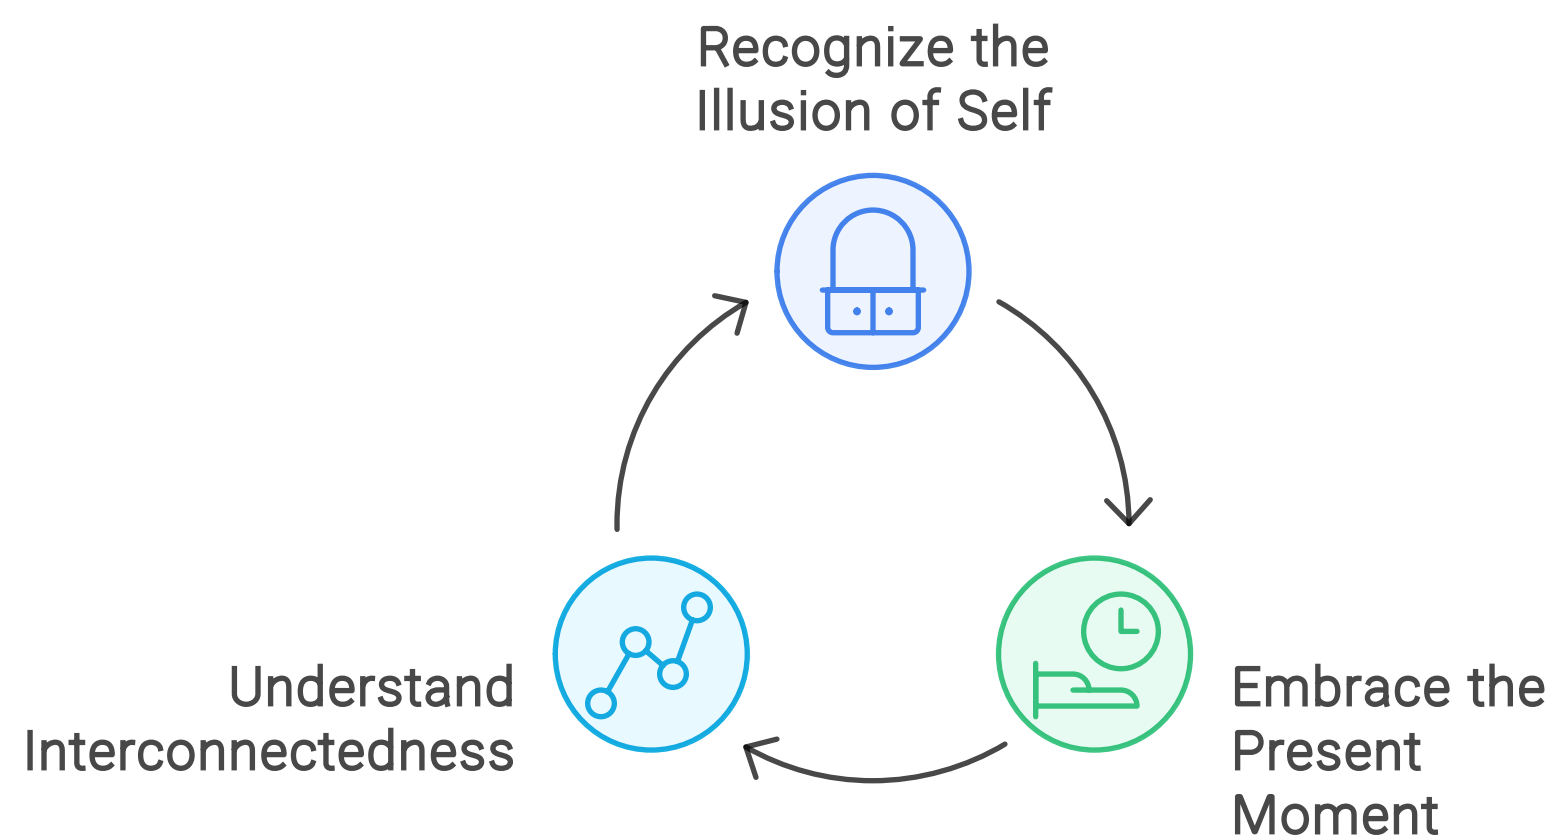 Recognize the
Illusion of Self
Understand
Interconnectedness
Embrace the
Present
Moment